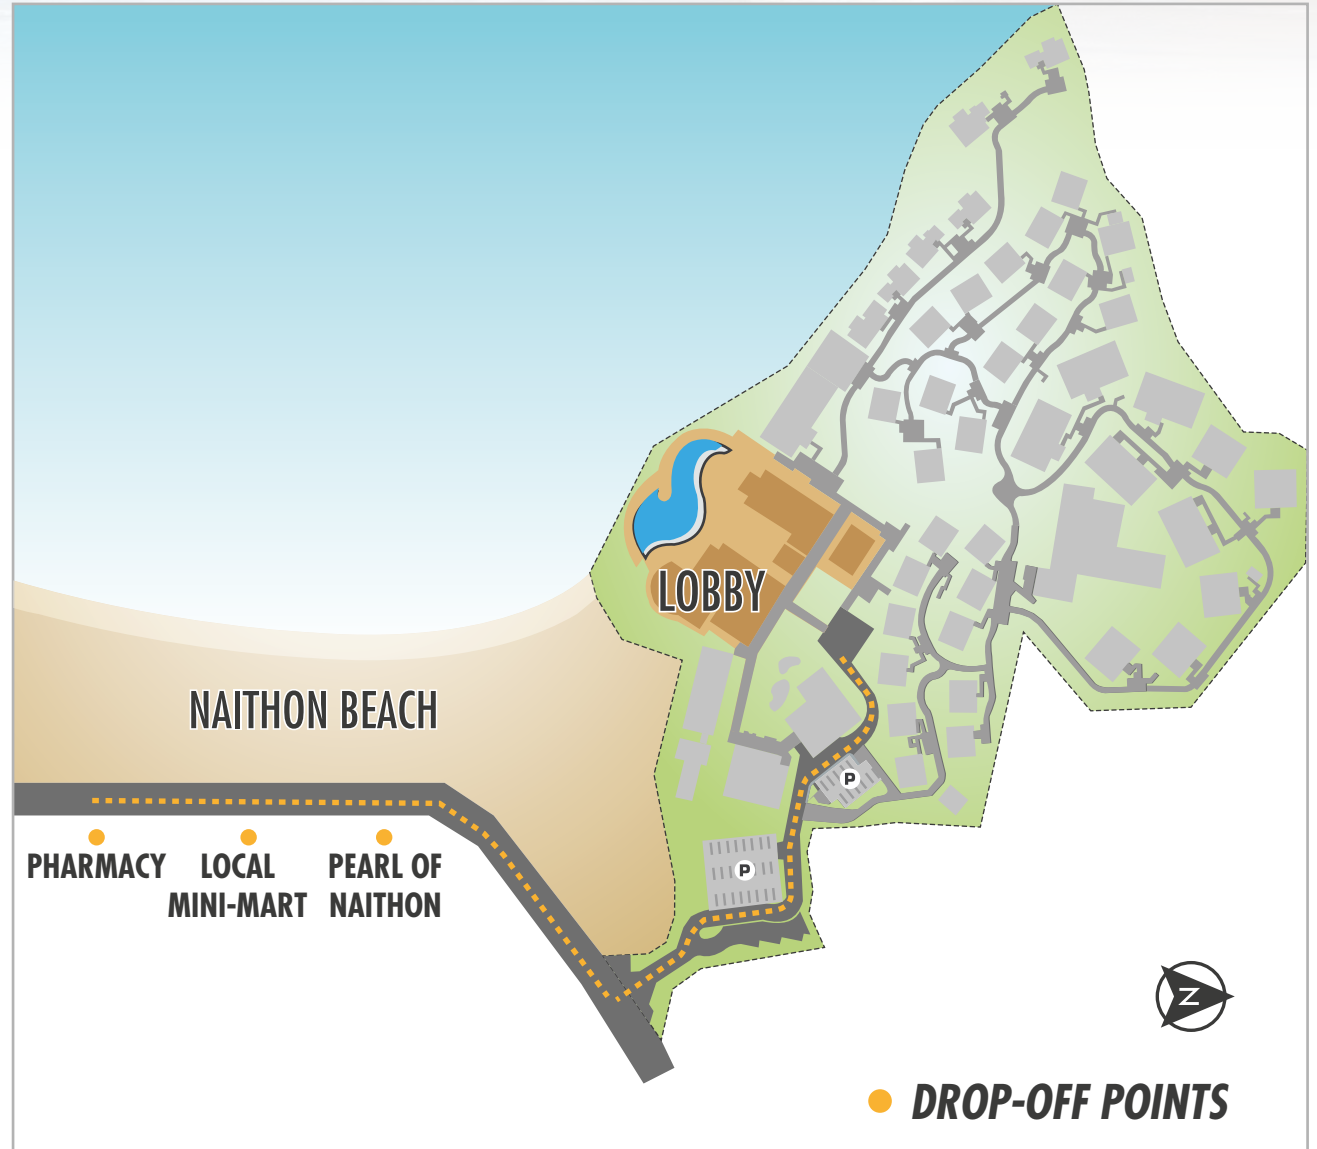 LOBBY
NAITHON BEACH
P
P
PHARMACY
LOCAL
MINI-MART
PEARL OF
NAITHON
N
DROP-OFF POINTS